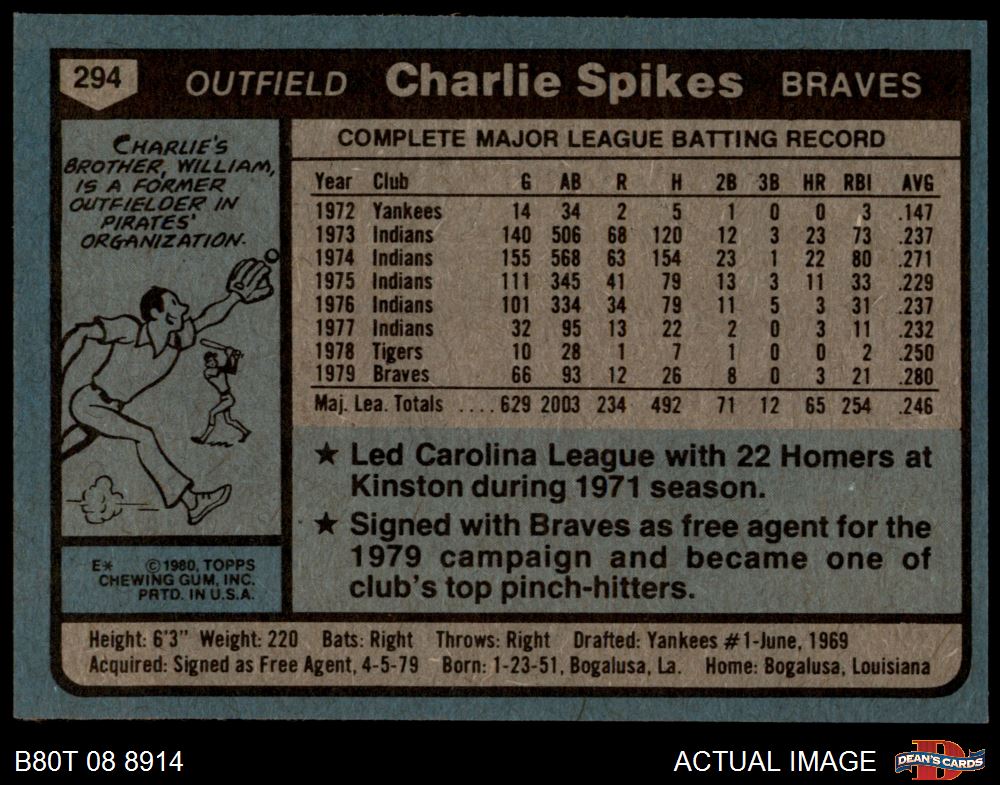 294 OUTFIELD Charlie Spikes BRAVES
CHARLIE'S
BROTHER, WILLIAM,
IS A FORMER
OUTFIELDER IN
PIRATES'
ORGANIZATION.
COMPLETE MAJOR LEAGUE BATTING RECORD
Year Club G AB R H 2B 3B HR RBI AVG
1972 Yankees 14 34 2 5 1 0 0 3 .147
1973 Indians 140 506 68 120 12 3 23 73 .237
1974 Indians 155 568 63 154 23 1 22 80 .271
1975 Indians 111 345 41 79 13 3 11 33 .229
1976 Indians 101 334 34 79 11 5 3 31 .237
1977 Indians 32 95 13 22 2 0 3 11 .232
1978 Tigers 10 28 1 7 1 0 0 2 .250
1979 Braves 66 93 12 26 8 0 3 21 .280
Maj. Lea. Totals .... 629 2003 234 492 71 12 65 254 .246
★ Led Carolina League with 22 Homers at
Kinston during 1971 season.
★ Signed with Braves as free agent for the
1979 campaign and became one of
club's top pinch-hitters.
E* ©1980, TOPPS
CHEWING GUM, INC.
PRTD. IN U.S.A.
Height: 6'3" Weight: 220 Bats: Right Throws: Right Drafted: Yankees #1-June, 1969
Acquired: Signed as Free Agent, 4-5-79 Born: 1-23-51, Bogalusa, La. Home: Bogalusa, Louisiana
B80T 08 8914 ACTUAL IMAGE DEAN'S CARDS